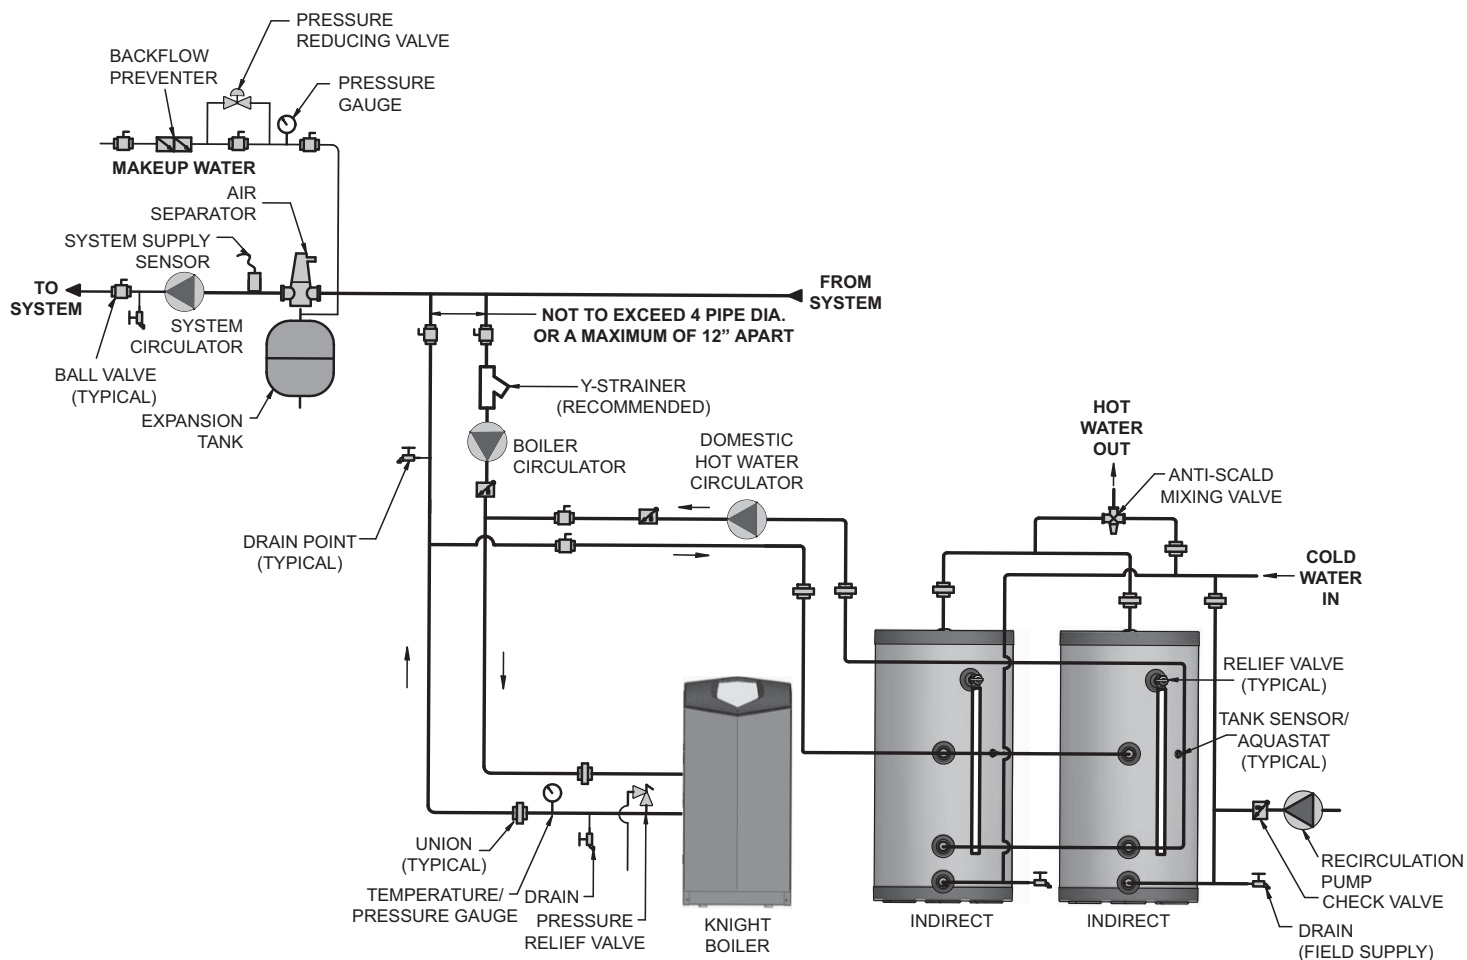 PRESSURE
REDUCING VALVE
BACKFLOW
PREVENTER
PRESSURE
GAUGE
MAKEUP WATER
AIR
SEPARATOR
SYSTEM SUPPLY
SENSOR
TO
SYSTEM
FROM
SYSTEM
SYSTEM
CIRCULATOR
NOT TO EXCEED 4 PIPE DIA.
OR A MAXIMUM OF 12” APART
BALL VALVE
(TYPICAL)
EXPANSION
TANK
Y-STRAINER
(RECOMMENDED)
BOILER
CIRCULATOR
DOMESTIC
HOT WATER
CIRCULATOR
HOT
WATER
OUT
ANTI-SCALD
MIXING VALVE
DRAIN POINT
(TYPICAL)
COLD
WATER
IN
RELIEF VALVE
(TYPICAL)
TANK SENSOR/
AQUASTAT
(TYPICAL)
UNION
(TYPICAL)
TEMPERATURE/
PRESSURE GAUGE
DRAIN
PRESSURE
RELIEF VALVE
KNIGHT
BOILER
INDIRECT
INDIRECT
RECIRCULATION
PUMP
CHECK VALVE
DRAIN
(FIELD SUPPLY)